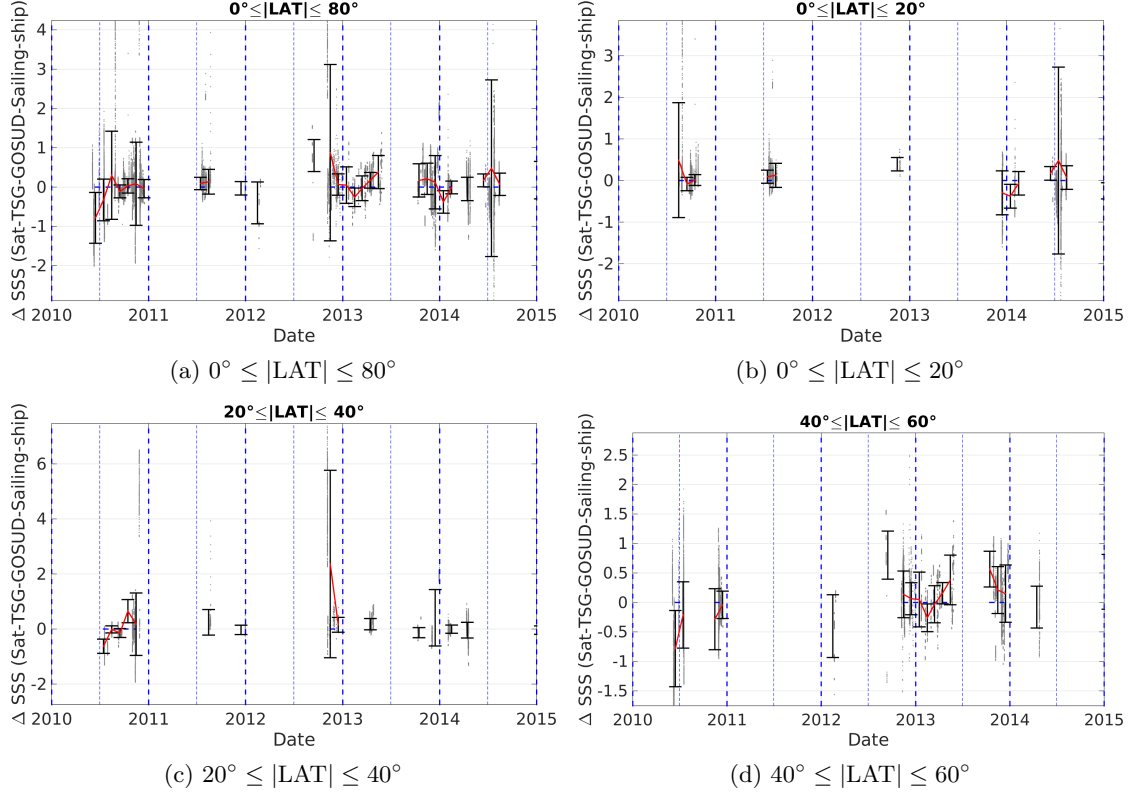 0°≤|LAT|≤ 80°
Δ SSS (Sat-TSG-GOSUD-Sailing-ship)
4
3
2
1
0
-1
-2
2010 2011 2012 2013 2014 2015
Date
(a) 0° ≤ |LAT| ≤ 80°
0°≤|LAT|≤ 20°
Δ SSS (Sat-TSG-GOSUD-Sailing-ship)
3
2
1
0
-1
-2
2010 2011 2012 2013 2014 2015
Date
(b) 0° ≤ |LAT| ≤ 20°
20°≤|LAT|≤ 40°
Δ SSS (Sat-TSG-GOSUD-Sailing-ship)
6
4
2
0
-2
2010 2011 2012 2013 2014 2015
Date
(c) 20° ≤ |LAT| ≤ 40°
40°≤|LAT|≤ 60°
Δ SSS (Sat-TSG-GOSUD-Sailing-ship)
2.5
2
1.5
1
0.5
0
-0.5
-1
-1.5
2010 2011 2012 2013 2014 2015
Date
(d) 40° ≤ |LAT| ≤ 60°